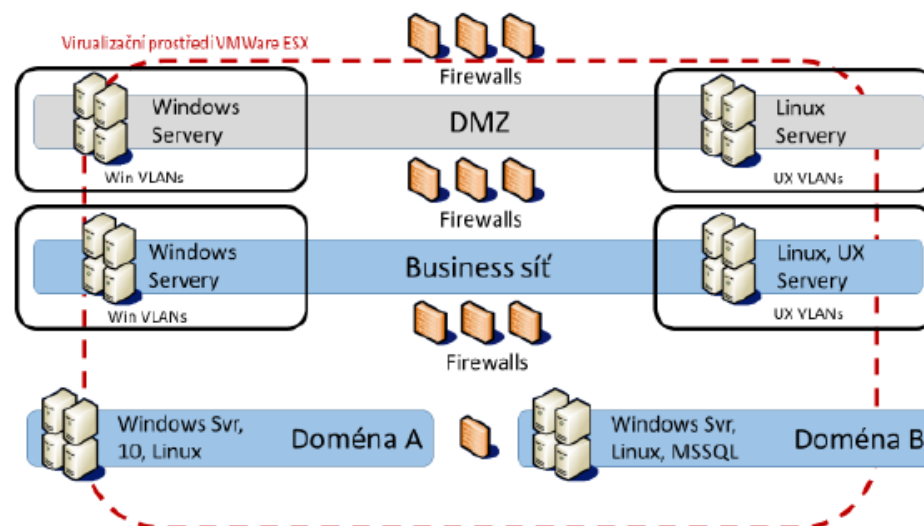 Virualizační prostředí VMWare ESX
Firewalls
Windows
Servery
DMZ
Linux
Servery
Win VLANs
UX VLANs
Firewalls
Windows
Servery
Business síť
Linux, UX
Servery
Win VLANs
UX VLANs
Firewalls
Windows Svr,
10, Linux
Doména A
Windows Svr,
Linux, MSSQL
Doména B